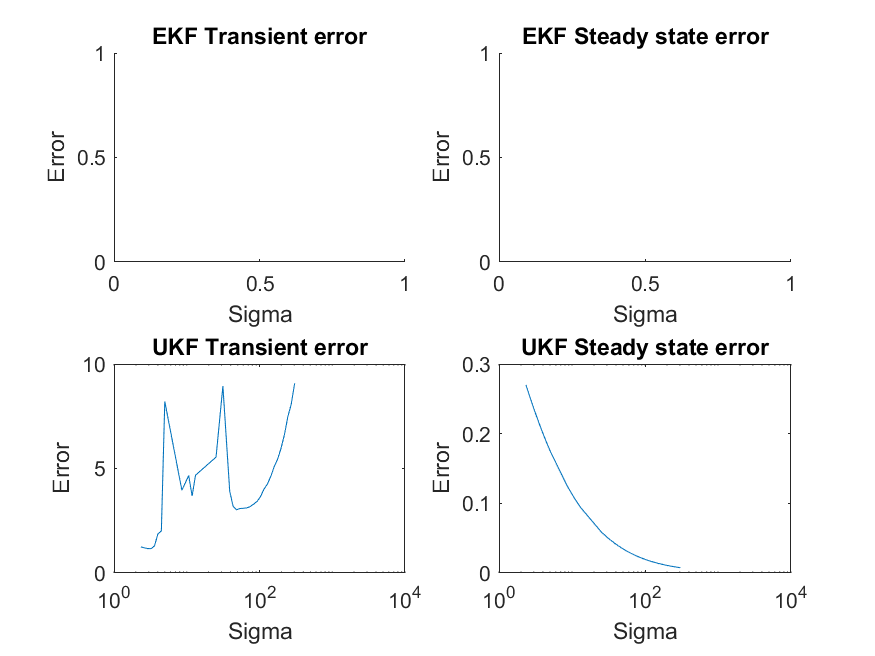 EKF Transient error
1
0.5
0
Error
0
0.5
1
Sigma
EKF Steady state error
1
0.5
0
Error
0
0.5
1
Sigma
UKF Transient error
10
5
0
Error
10^0
10^2
10^4
Sigma
UKF Steady state error
0.3
0.2
0.1
0
Error
10^0
10^2
10^4
Sigma